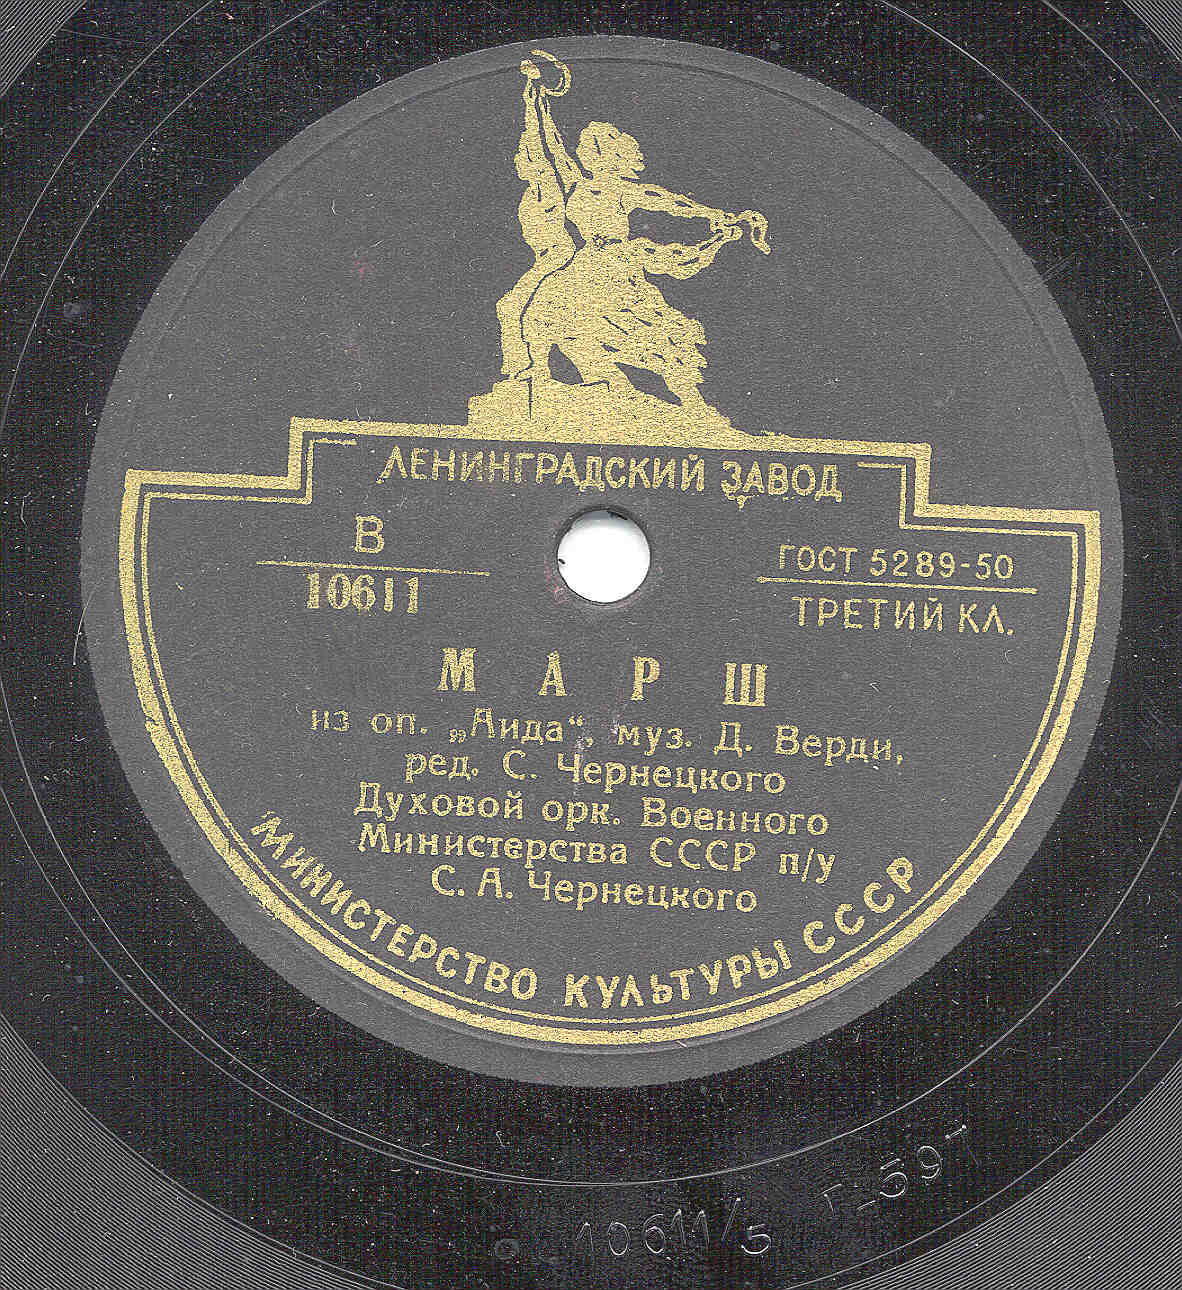 ЛЕНИНГРАДСКИЙ ЗАВОД
В
10611
ГОСТ 5289-50
ТРЕТИЙ КЛ.
МАРШ
из оп. „Аида“, муз. Д. Верди,
ред. С. Чернецкого
Духовой орк. Военного
Министерства СССР п/у
С. А. Чернецкого
МИНИСТЕРСТВО КУЛЬТУРЫ СССР
10611/5 Г-59-